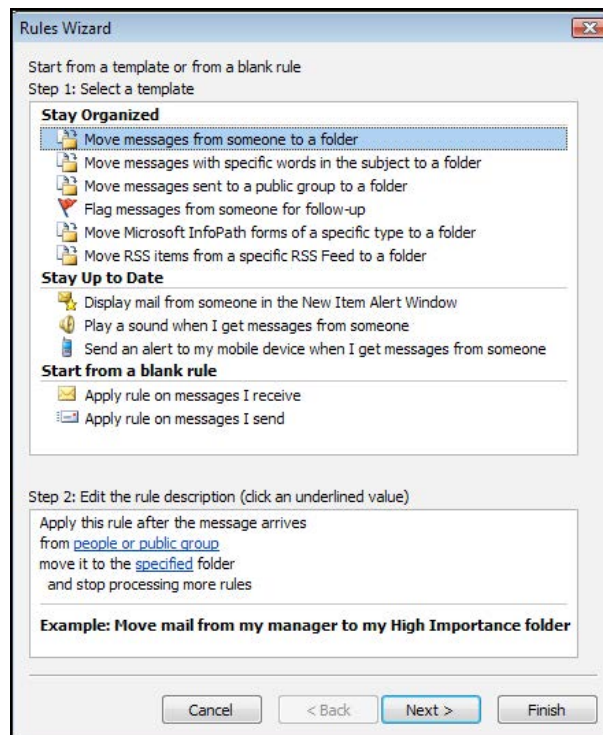 Rules Wizard
Start from a template or from a blank rule
Step 1: Select a template
Stay Organized
Move messages from someone to a folder
Move messages with specific words in the subject to a folder
Move messages sent to a public group to a folder
Flag messages from someone for follow-up
Move Microsoft InfoPath forms of a specific type to a folder
Move RSS items from a specific RSS Feed to a folder
Stay Up to Date
Display mail from someone in the New Item Alert Window
Play a sound when I get messages from someone
Send an alert to my mobile device when I get messages from someone
Start from a blank rule
Apply rule on messages I receive
Apply rule on messages I send
Step 2: Edit the rule description (click an underlined value)
Apply this rule after the message arrives
from people or public group
move it to the specified folder
and stop processing more rules
Example: Move mail from my manager to my High Importance folder
Cancel < Back Next > Finish